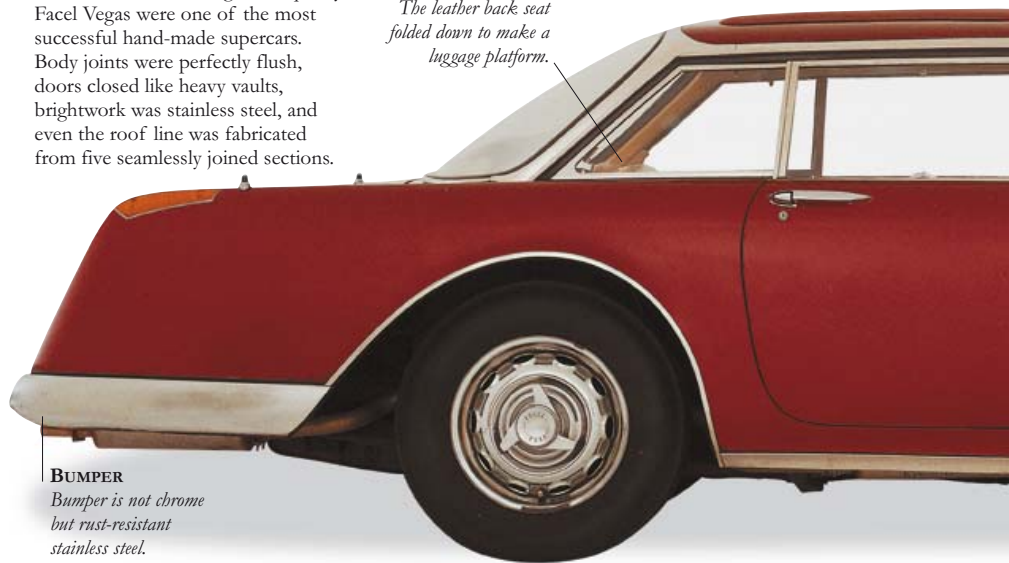 Facel Vegas were one of the most
successful hand-made supercars.
Body joints were perfectly flush,
doors closed like heavy vaults,
brightwork was stainless steel, and
even the roof line was fabricated
from five seamlessly joined sections.
The leather back seat
folded down to make a
luggage platform.
BUMPER
Bumper is not chrome
but rust-resistant
stainless steel.